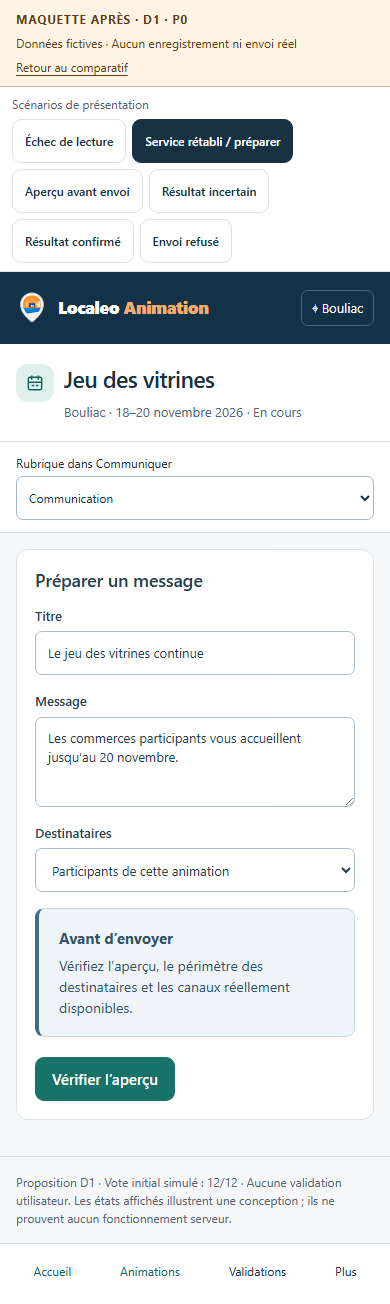 MAQUETTE APRÈS · D1 · P0
Données fictives · Aucun enregistrement ni envoi réel
Retour au comparatif
Scénarios de présentation
Échec de lecture
Service rétabli / préparer
Aperçu avant envoi
Résultat incertain
Résultat confirmé
Envoi refusé
Localeo Animation
⌖ Bouliac
Jeu des vitrines
Bouliac · 18–20 novembre 2026 · En cours
Rubrique dans Communiquer
Communication
Préparer un message
Titre
Le jeu des vitrines continue
Message
Les commerces participants vous accueillent
jusqu'au 20 novembre.
Destinataires
Participants de cette animation
Avant d’envoyer
Vérifiez l’aperçu, le périmètre des
destinataires et les canaux réellement
disponibles.
Vérifier l’aperçu
Proposition D1 · Vote initial simulé : 12/12 · Aucune validation
utilisateur. Les états affichés illustrent une conception ; ils ne
prouvent aucun fonctionnement serveur.
Accueil
Animations
Validations
Plus